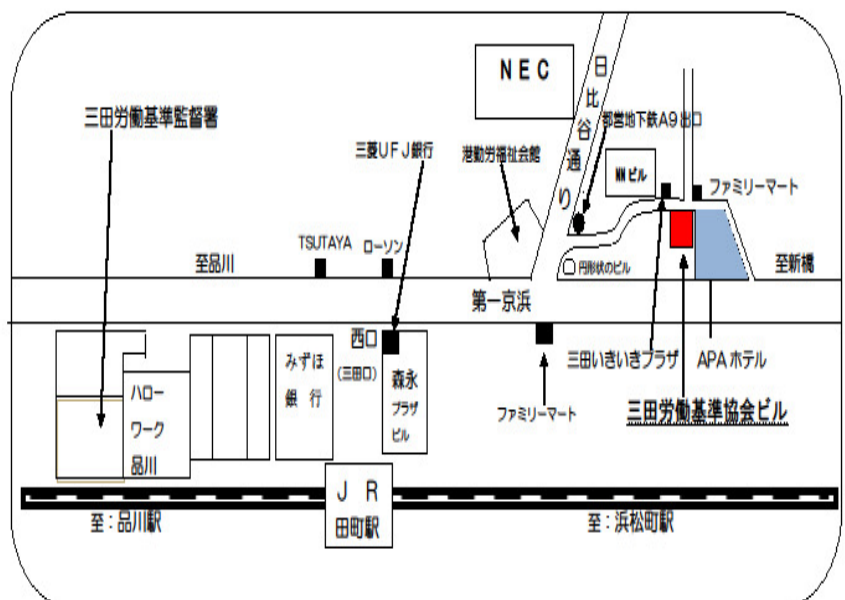 NEC
日比谷通り
三田労働基準監督署
都営地下鉄A9出口
三菱UFJ銀行
港勤労福祉会館
NNビル
ファミリーマート
TSUTAYA
ローソン
至品川
円形状のビル
至新橋
第一京浜
西口
(三田口)
みずほ
銀 行
森永
プラザ
ビル
三田いきいきプラザ
APAホテル
ハロー
ワーク
品川
ファミリーマート
三田労働基準協会ビル
JR
田町駅
至:品川駅
至:浜松町駅